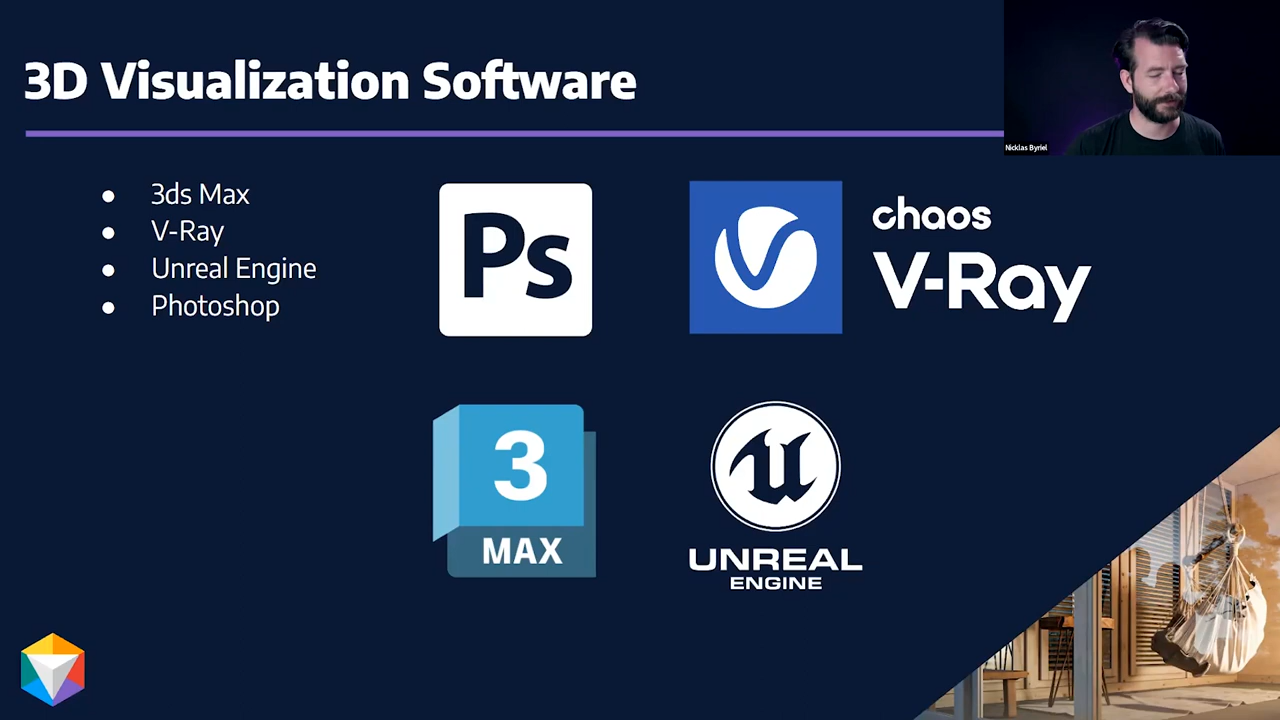 3D Visualization Software
Nicklas Byriel
3ds Max
V-Ray
Unreal Engine
Photoshop
Ps
chaos
V-Ray
3
MAX
UNREAL
ENGINE